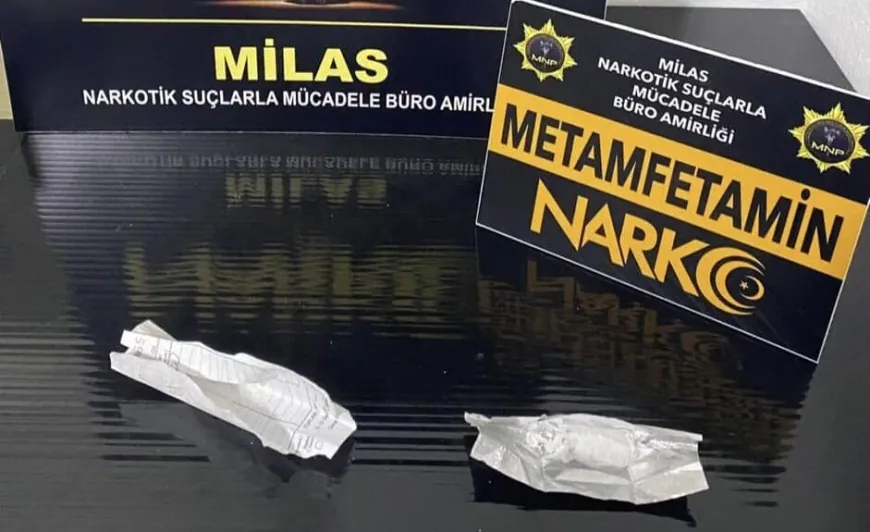 MİLAS
NARKOTİK SUÇLARLA MÜCADELE BÜRO AMİRL
MNP
MİLAS
NARKOTİK SUÇLARLA
MÜCADELE
BÜRO AMİRLİĞİ
MNP
METAMFETAMİN
NARKO